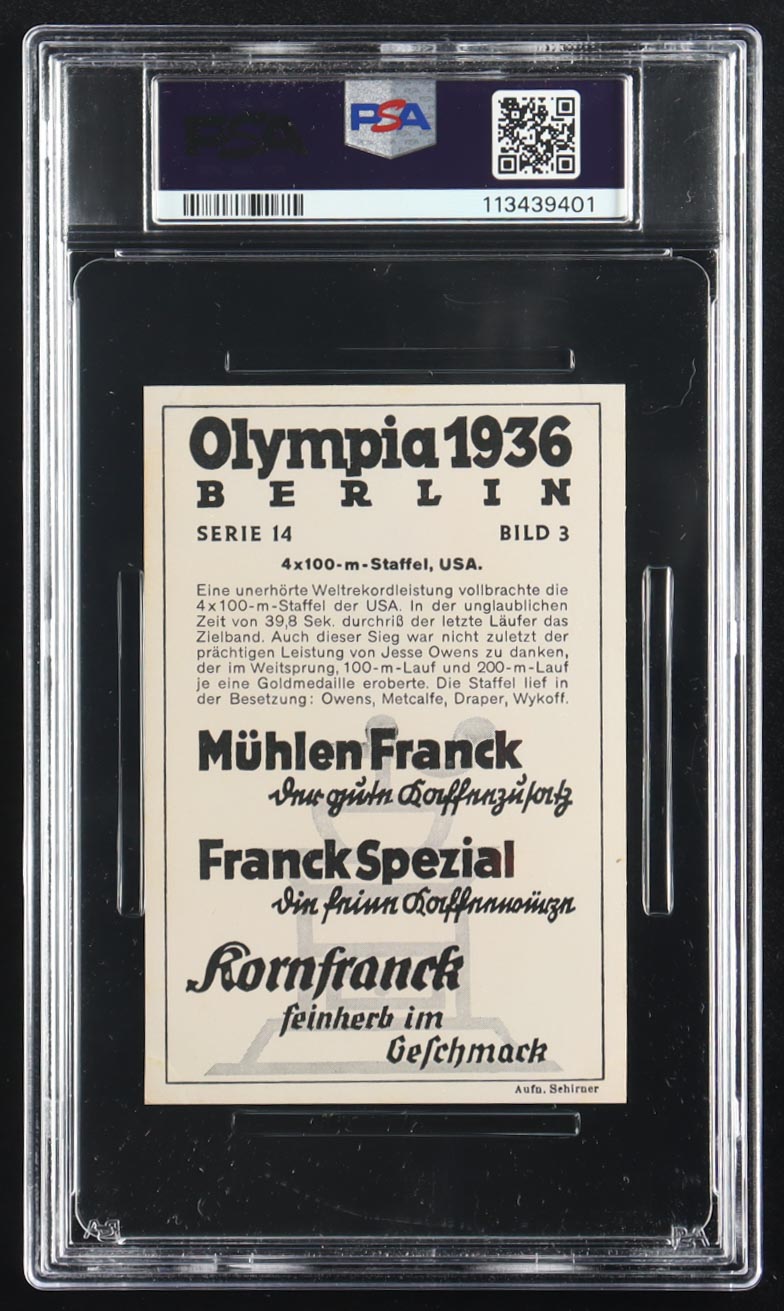 PSA
PSA
113439401
Olympia 1936
BERLIN
SERIE 14 BILD 3
4x100-m-Staffel, USA.
Eine unerhörte Weltrekordleistung vollbrachte die
4x100-m-Staffel der USA. In der unglaublichen
Zeit von 39,8 Sek. durchriß der letzte Läufer das
Zielband. Auch dieser Sieg war nicht zuletzt der
prächtigen Leistung von Jesse Owens zu danken,
der im Weitsprung, 100-m-Lauf und 200-m-Lauf
je eine Goldmedaille eroberte. Die Staffel lief in
der Besetzung: Owens, Metcalfe, Draper, Wykoff.
Mühlen Franck
der gute Kaffeezusatz
Franck Spezial
die feine Kaffeewürze
Kornfranck
feinherb im
Geschmack
Aufn. Schirner